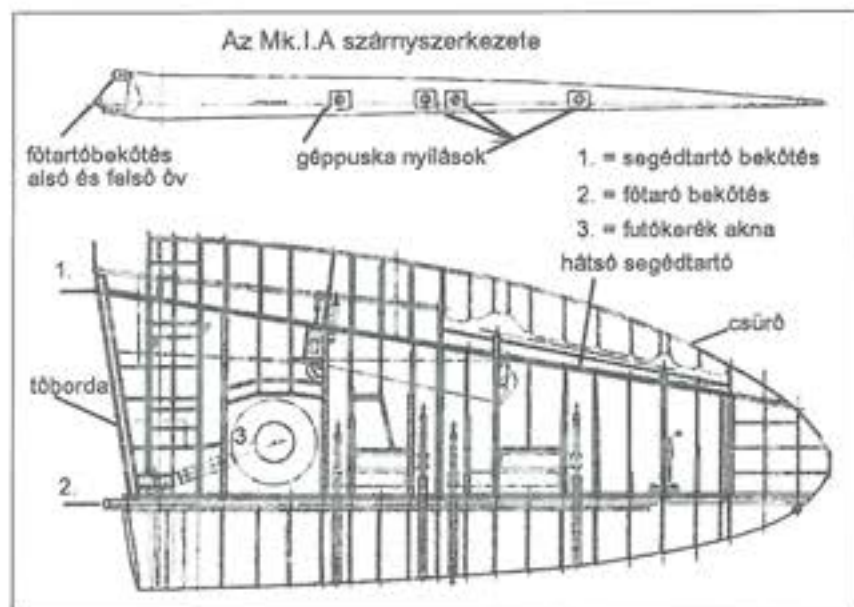 Az Mk.I.A szárnyszerkezete
főtartóbekötés
alsó és felső öv
géppuska nyílások
1. = segédtartó bekötés
2. = főtaró bekötés
3. = futókerék akna
hátsó segédtartó
1.
csűrő
tőborda
3.
2.